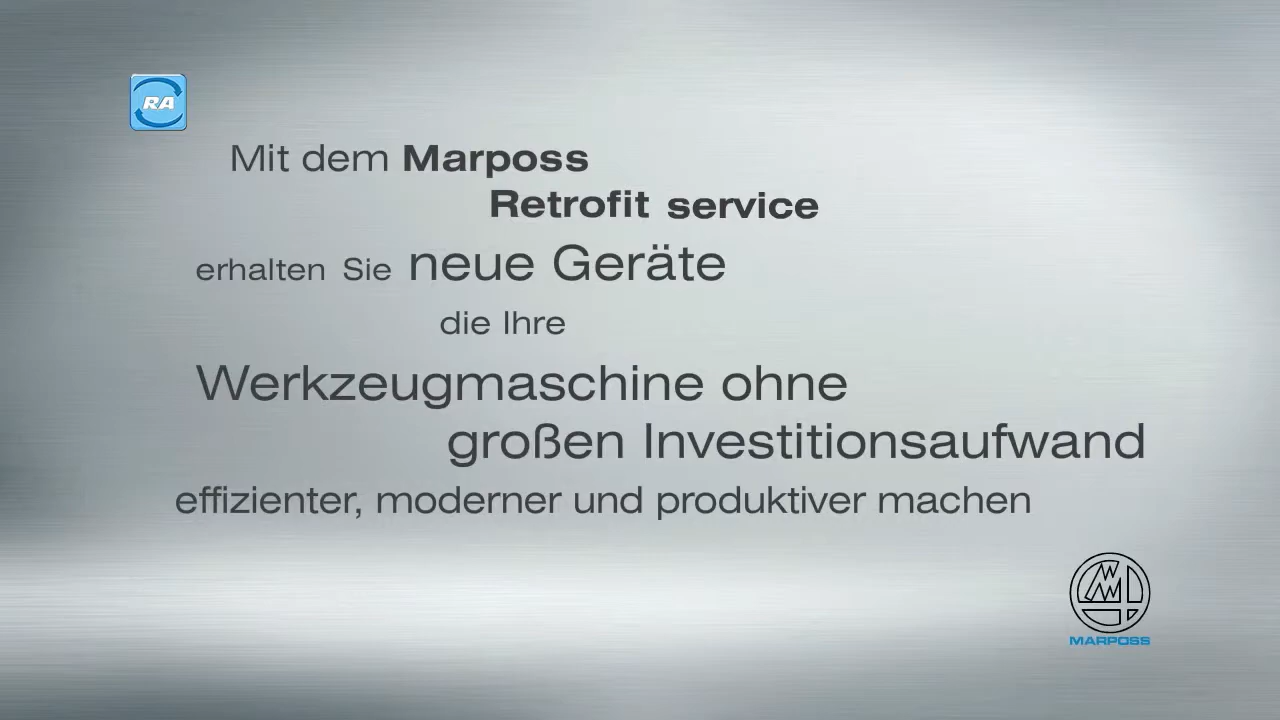 RA
Mit dem Marposs
Retrofit service
erhalten Sie neue Geräte
die Ihre
Werkzeugmaschine ohne
großen Investitionsaufwand
effizienter, moderner und produktiver machen
MARPOSS